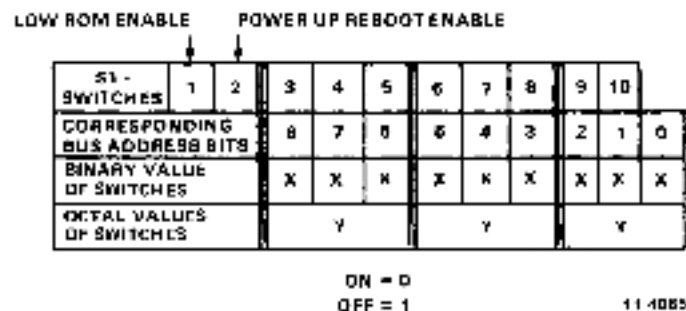 LOW ROM ENABLE POWER UP REBOOT ENABLE
S1 - SWITCHES 1 2 3 4 5 6 7 8 9 10
CORRESPONDING BUS ADDRESS BITS 8 7 6 5 4 3 2 1 0
BINARY VALUE OF SWITCHES X X X X X X X X X
OCTAL VALUES OF SWITCHES Y Y Y
ON = 0
OFF = 1
11-4065